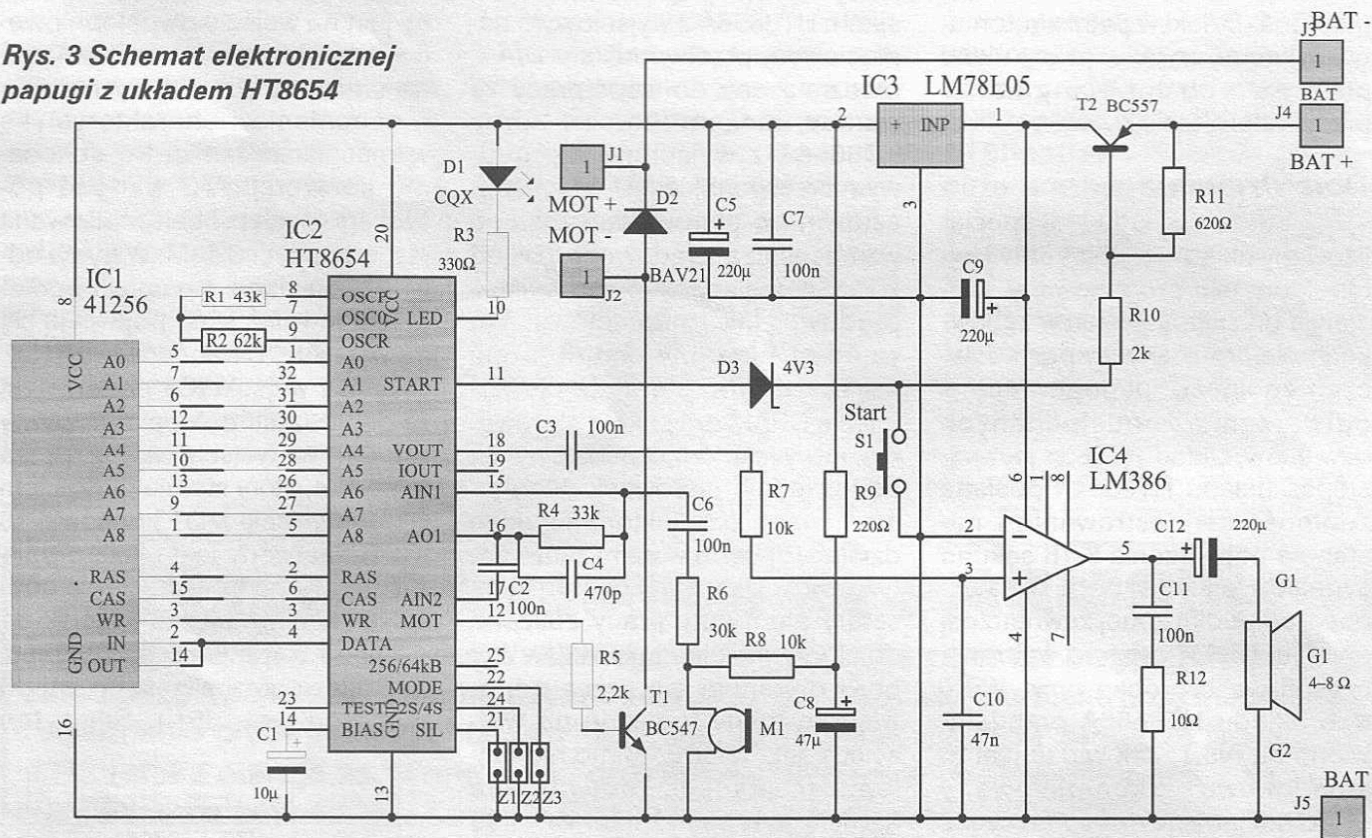 Rys. 3 Schemat elektronicznej
papugi z układem HT8654
BAT -
J3
1
BAT
J4
1
BAT +
IC3 LM78L05
2
+ INP
1
3
T2 BC557
R11
620Ω
R10
2k
D1
CQX
R3
330Ω
J1
1
MOT +
MOT -
1
J2
D2
BAV21
C5
+
220µ
C7
100n
C9
+
220µ
IC2
HT8654
20
IC1
41256
8
R1 43k
R2 62k
8
7
9
OSCP
OSC0
OSCR
VCC
LED
10
VCC
A0
A1
A2
A3
A4
A5
A6
A7
A8
RAS
CAS
WR
IN
OUT
GND
16
5
7
6
12
11
10
13
9
1
4
15
3
2
14
1
32
31
30
29
28
26
27
5
2
6
3
4
A0
A1
A2
A3
A4
A5
A6
A7
A8
RAS
CAS
WR
DATA
START
11
VOUT
18
IOUT
19
AIN1
15
AO1
16
AIN2
17
MOT
12
256/64kB
25
MODE
22
TEST
2S/4S
24
BIAS
SIL
21
GND
23
14
13
C1
+
10µ
C3
100n
R4 33k
C4
470p
C2
100n
C6
100n
R6
30k
R8
10k
R5
2,2k
T1
BC547
M1
C8
+
47µ
Z1
Z2
Z3
D3
4V3
Start
S1
R7
10k
R9
220Ω
IC4
LM386
6
1
8
2
3
5
4
7
C10
47n
C12
+
220µ
C11
100n
R12
10Ω
G1
G1
4–8 Ω
G2
BAT
J5
1